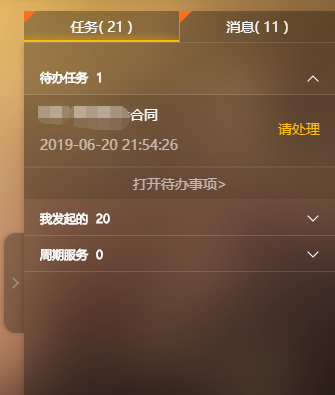 任务( 21 ) 消息( 11 )
待办任务 1
合同
请处理
2019-06-20 21:54:26
打开待办事项>
我发起的 20
周期服务 0